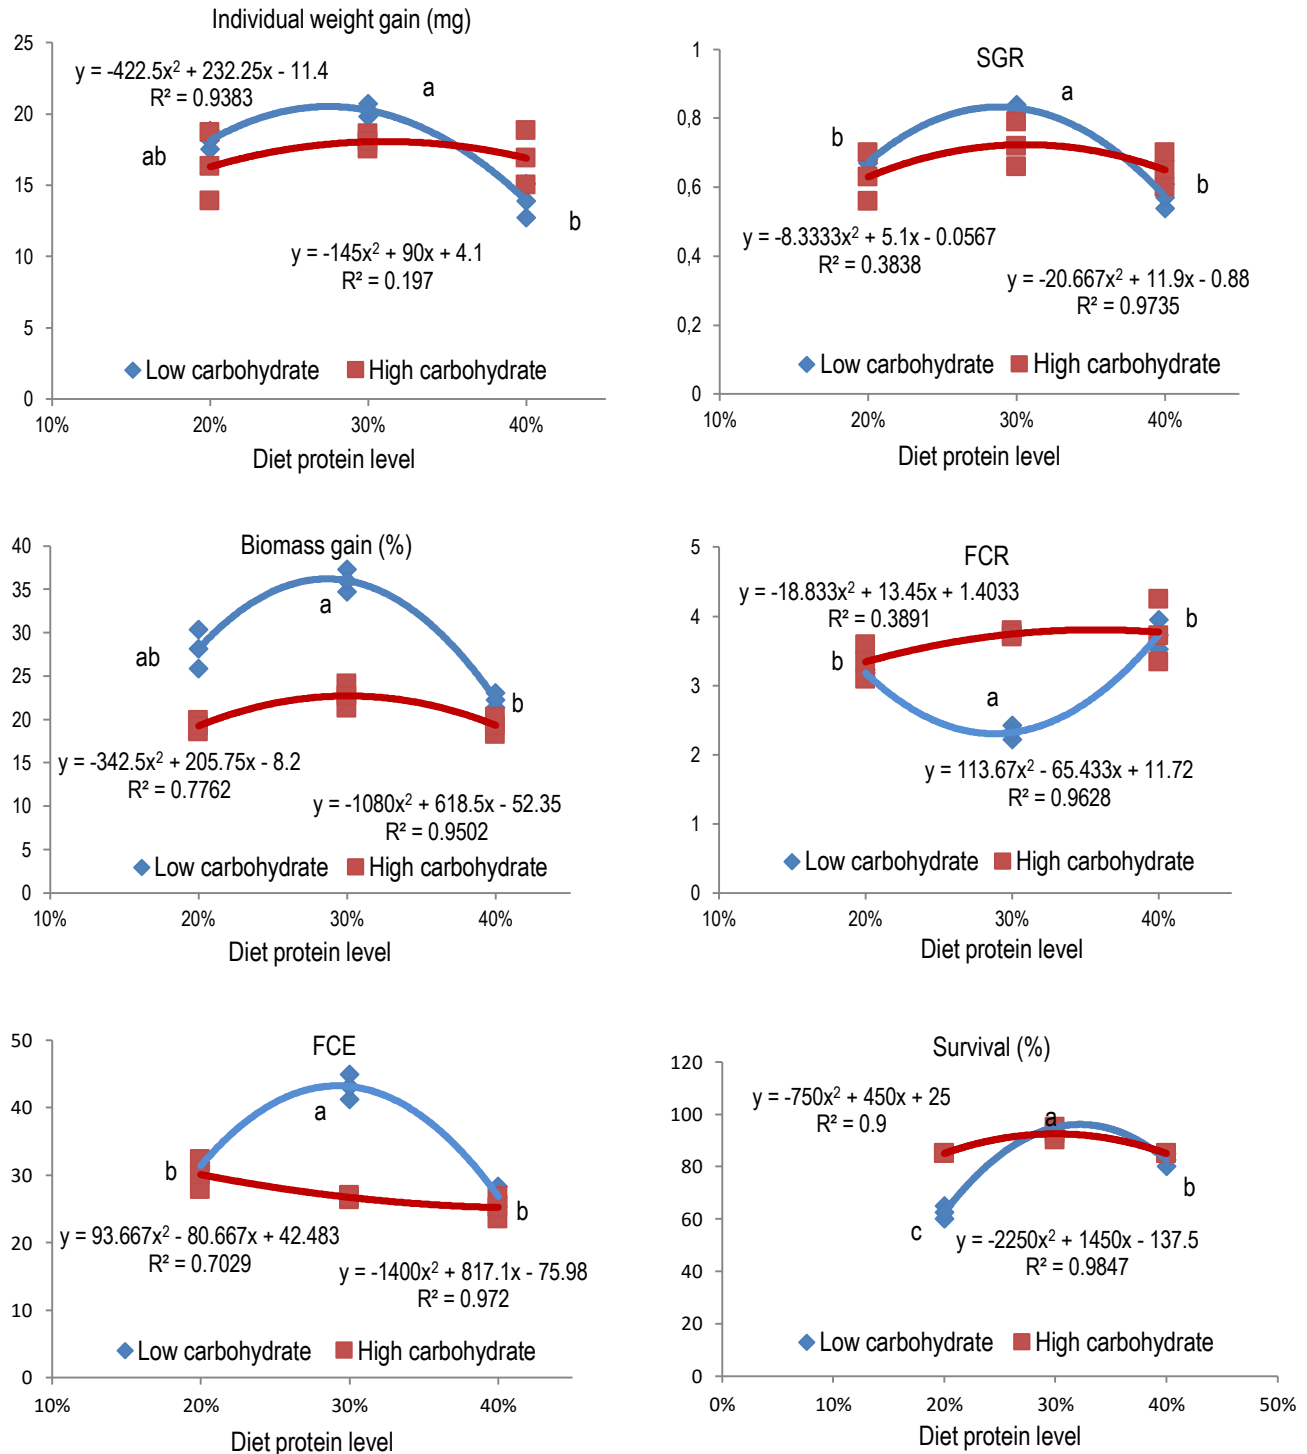 Individual weight gain (mg)
25
20
15
10
5
0
y = -422.5x² + 232.25x - 11.4
R² = 0.9383
a
ab
b
y = -145x² + 90x + 4.1
R² = 0.197
Low carbohydrate
High carbohydrate
10%
20%
30%
40%
Diet protein level
SGR
1
0,8
0,6
0,4
0,2
0
a
b
b
y = -8.3333x² + 5.1x - 0.0567
R² = 0.3838
y = -20.667x² + 11.9x - 0.88
R² = 0.9735
Low carbohydrate
High carbohydrate
10%
20%
30%
40%
Diet protein level
Biomass gain (%)
40
35
30
25
20
15
10
5
0
a
ab
b
y = -342.5x² + 205.75x - 8.2
R² = 0.7762
y = -1080x² + 618.5x - 52.35
R² = 0.9502
Low carbohydrate
High carbohydrate
10%
20%
30%
40%
Diet protein level
FCR
5
4
3
2
1
0
y = -18.833x² + 13.45x + 1.4033
R² = 0.3891
b
b
a
y = 113.67x² - 65.433x + 11.72
R² = 0.9628
Low carbohydrate
High carbohydrate
10%
20%
30%
40%
Diet protein level
FCE
50
40
30
20
10
0
a
b
b
y = 93.667x² - 80.667x + 42.483
R² = 0.7029
y = -1400x² + 817.1x - 75.98
R² = 0.972
Low carbohydrate
High carbohydrate
10%
20%
30%
40%
Diet protein level
Survival (%)
120
100
80
60
40
20
0
y = -750x² + 450x + 25
R² = 0.9
a
b
c
y = -2250x² + 1450x - 137.5
R² = 0.9847
Low carbohydrate
High carbohydrate
0%
10%
20%
30%
40%
50%
Diet protein level